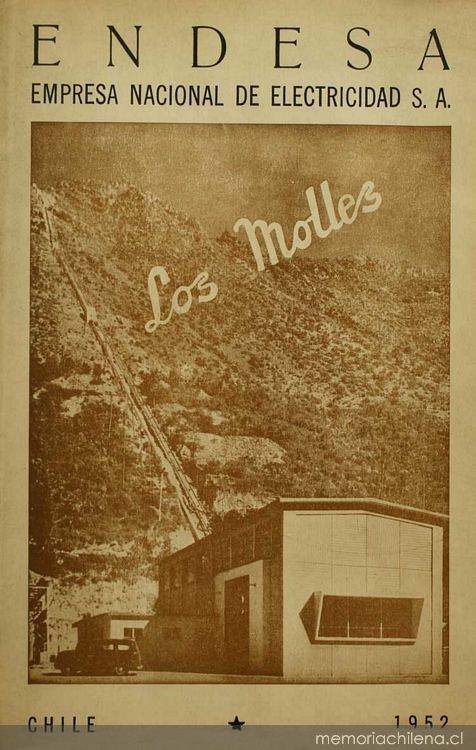 ENDESA
EMPRESA NACIONAL DE ELECTRICIDAD S. A.
Los Molles
CHILE ★ 1952
memoriachilena.cl